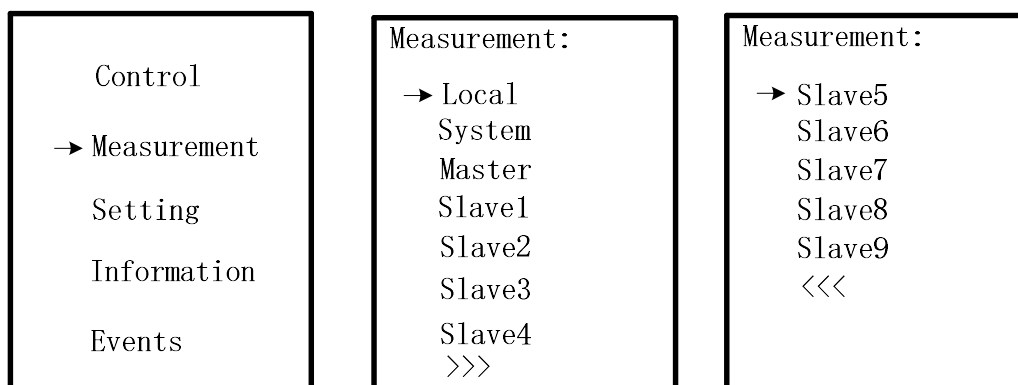 Control
→ Measurement
Setting
Information
Events
Measurement:
→ Local
System
Master
Slave1
Slave2
Slave3
Slave4
>>>
Measurement:
→ Slave5
Slave6
Slave7
Slave8
Slave9
<<<